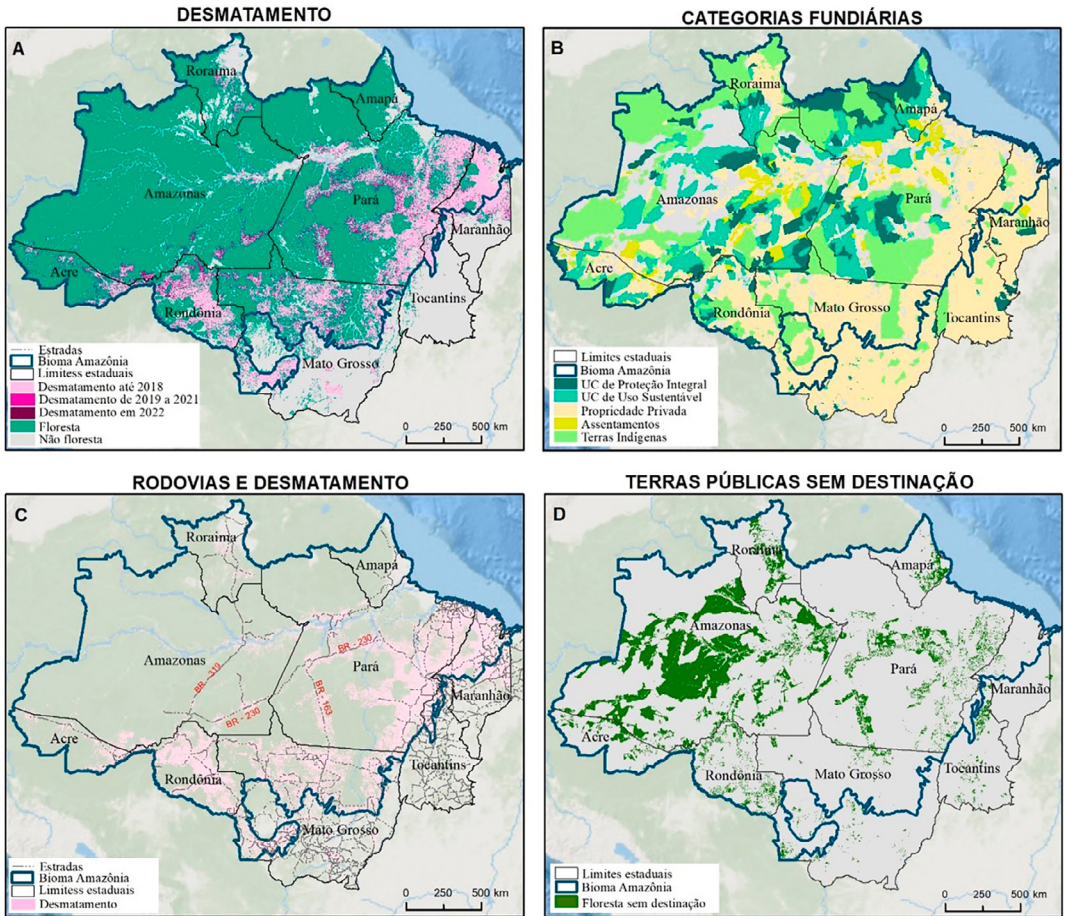 DESMATAMENTO
A
Roraima
Amapá
Amazonas
Pará
Maranhão
Acre
Tocantins
Rondônia
Mato Grosso
Estradas
Bioma Amazônia
Limitess estaduais
Desmatamento até 2018
Desmatamento de 2019 a 2021
Desmatamento em 2022
Floresta
Não floresta
0 250 500 km
CATEGORIAS FUNDIÁRIAS
B
Roraima
Amapá
Amazonas
Pará
Maranhão
Acre
Rondônia
Mato Grosso
Tocantins
Limites estaduais
Bioma Amazônia
UC de Proteção Integral
UC de Uso Sustentável
Propriedade Privada
Assentamentos
Terras Indígenas
0 250 500 km
RODOVIAS E DESMATAMENTO
C
Roraima
Amapá
Amazonas
BR - 230
Pará
BR - 319
BR - 163
BR - 230
Maranhão
Acre
Tocantins
Rondônia
Mato Grosso
Estradas
Bioma Amazônia
Limitess estaduais
Desmatamento
0 250 500 km
TERRAS PÚBLICAS SEM DESTINAÇÃO
D
Roraima
Amapá
Amazonas
Pará
Maranhão
Acre
Rondônia
Mato Grosso
Tocantins
Limites estaduais
Bioma Amazônia
Floresta sem destinação
0 250 500 km